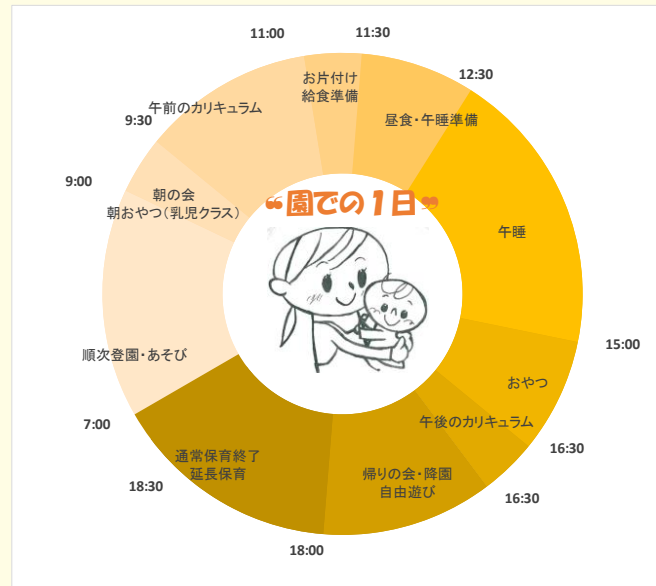 11:00
11:30
12:30
9:30
9:00
7:00
18:30
18:00
16:30
16:30
15:00
お片付け
給食準備
昼食・午睡準備
午睡
おやつ
午後のカリキュラム
帰りの会・降園
自由遊び
通常保育終了
延長保育
順次登園・あそび
朝の会
朝おやつ(乳児クラス)
午前のカリキュラム
❝園での1日❞